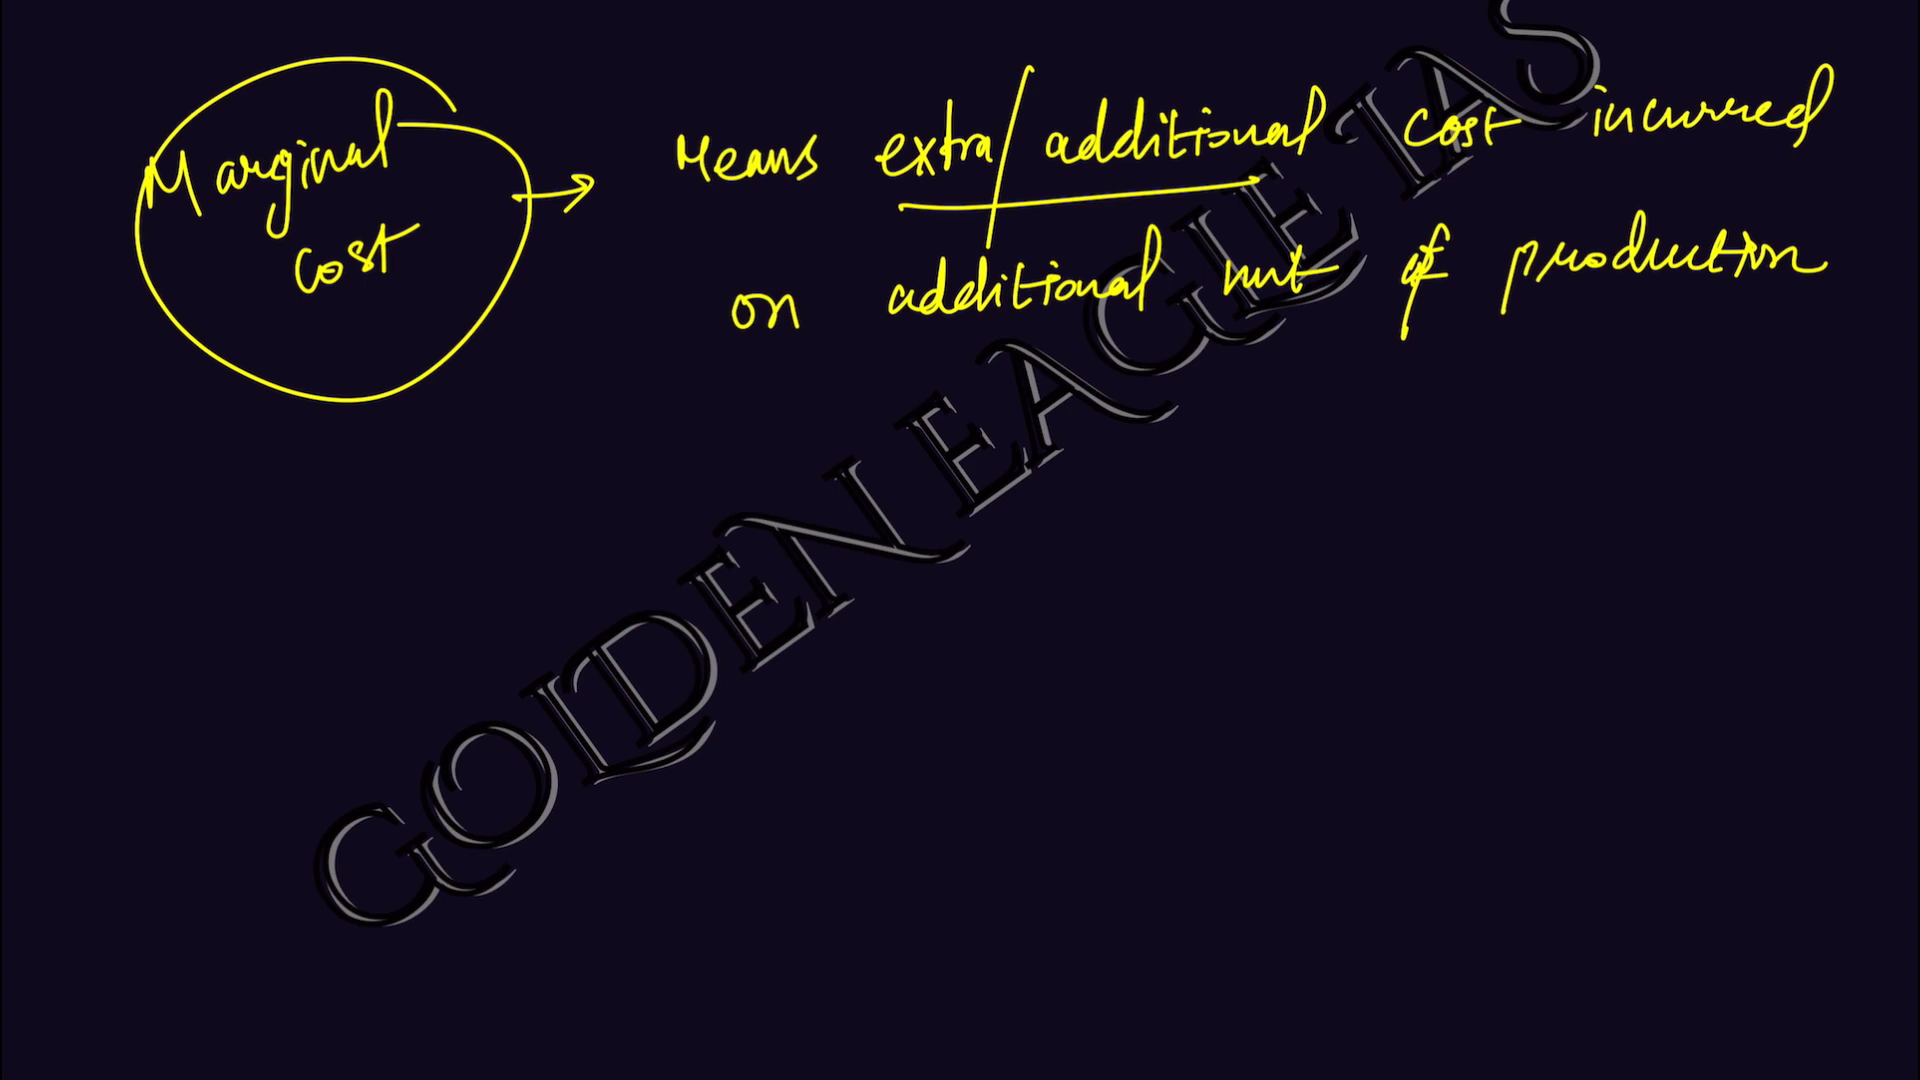 Marginal
cost
Means extra/additional cost incurred
on additional unit of production
GOLDEN EAGLE IAS